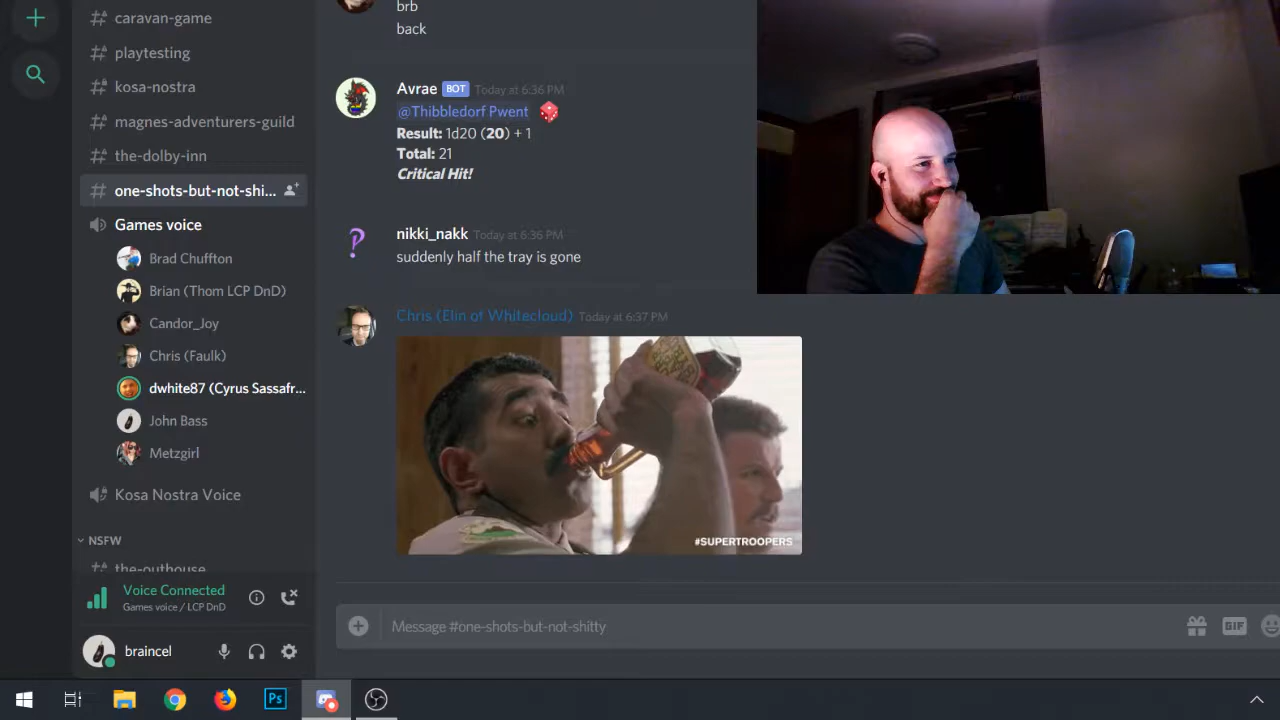 caravan-game
playtesting
kosa-nostra
magnes-adventurers-guild
the-dolby-inn
one-shots-but-not-shi...
Games voice
Brad Chuffton
Brian (Thom LCP DnD)
Candor_Joy
Chris (Faulk)
dwhite87 (Cyrus Sassafr...
John Bass
Metzgirl
Kosa Nostra Voice
NSFW
the-outhouse
Voice Connected
Games voice / LCP DnD
braincel
brb
back
Avrae BOT Today at 6:36 PM
@Thibbledorf Pwent
Result: 1d20 (20) + 1
Total: 21
Critical Hit!
nikki_nakk Today at 6:36 PM
suddenly half the tray is gone
Chris (Elin of Whitecloud) Today at 6:37 PM
#SUPERTROOPERS
Message #one-shots-but-not-shitty
GIF
Ps